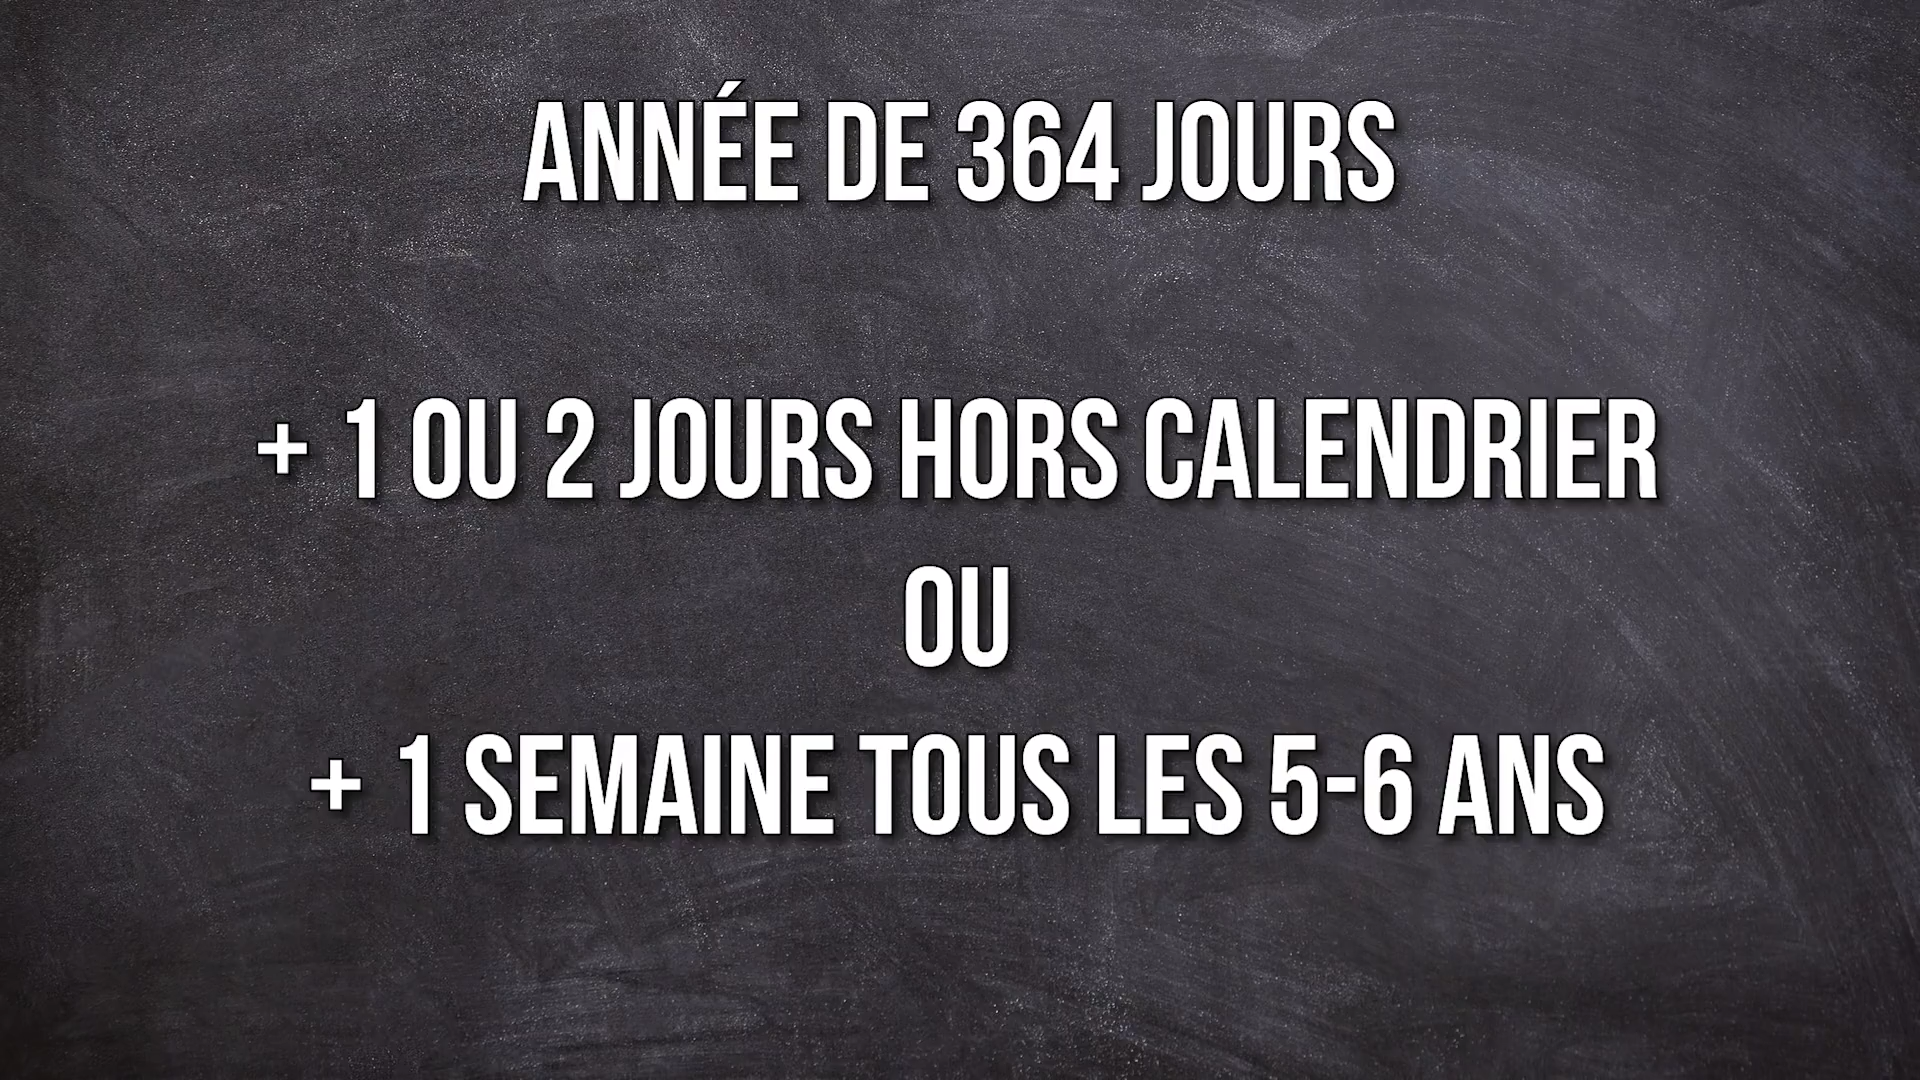 ANNÉE DE 364 JOURS
+ 1 OU 2 JOURS HORS CALENDRIER
OU
+ 1 SEMAINE TOUS LES 5-6 ANS